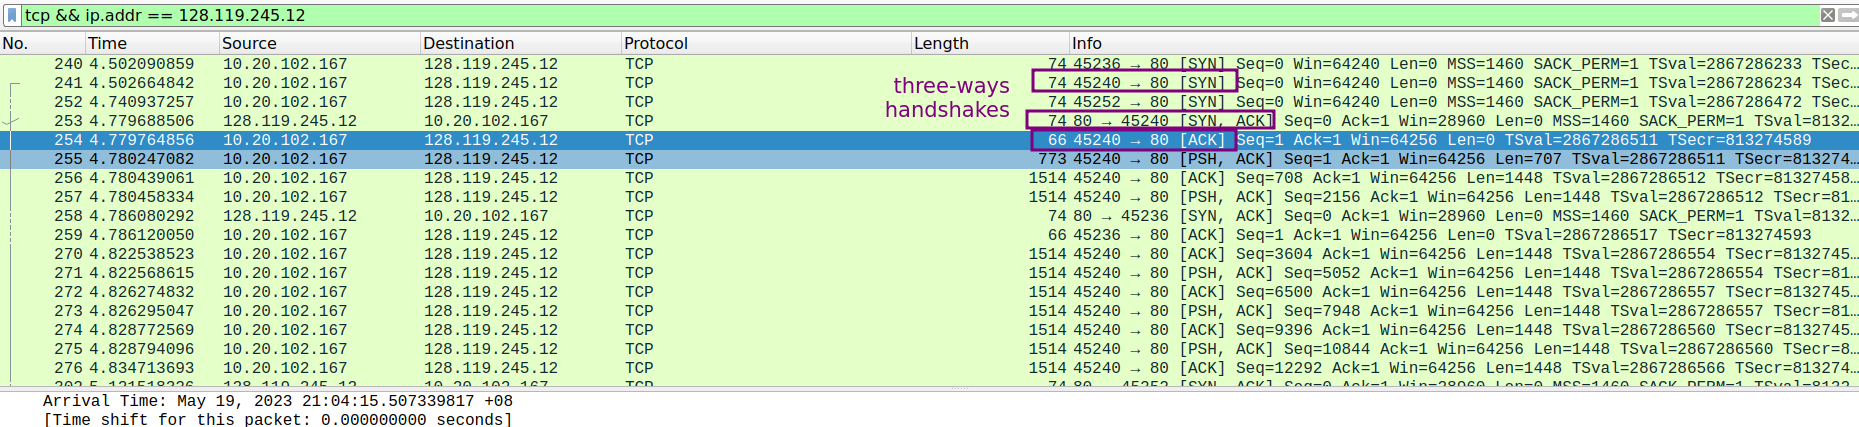 tcp && ip.addr == 128.119.245.12
No. Time Source Destination Protocol Length Info
240 4.502090859 10.20.102.167 128.119.245.12 TCP 74 45236 → 80 [SYN] Seq=0 Win=64240 Len=0 MSS=1460 SACK_PERM=1 TSval=2867286233 TSec…
three-ways
241 4.502664842 10.20.102.167 128.119.245.12 TCP 74 45240 → 80 [SYN] Seq=0 Win=64240 Len=0 MSS=1460 SACK_PERM=1 TSval=2867286234 TSec…
handshakes
252 4.740937257 10.20.102.167 128.119.245.12 TCP 74 45252 → 80 [SYN] Seq=0 Win=64240 Len=0 MSS=1460 SACK_PERM=1 TSval=2867286472 TSec…
253 4.779688506 128.119.245.12 10.20.102.167 TCP 74 80 → 45240 [SYN, ACK] Seq=0 Ack=1 Win=28960 Len=0 MSS=1460 SACK_PERM=1 TSval=8132…
254 4.779764856 10.20.102.167 128.119.245.12 TCP 66 45240 → 80 [ACK] Seq=1 Ack=1 Win=64256 Len=0 TSval=2867286511 TSecr=813274589
255 4.780247082 10.20.102.167 128.119.245.12 TCP 773 45240 → 80 [PSH, ACK] Seq=1 Ack=1 Win=64256 Len=707 TSval=2867286511 TSecr=813274…
256 4.780439061 10.20.102.167 128.119.245.12 TCP 1514 45240 → 80 [ACK] Seq=708 Ack=1 Win=64256 Len=1448 TSval=2867286512 TSecr=81327458…
257 4.780458334 10.20.102.167 128.119.245.12 TCP 1514 45240 → 80 [PSH, ACK] Seq=2156 Ack=1 Win=64256 Len=1448 TSval=2867286512 TSecr=81…
258 4.786080292 128.119.245.12 10.20.102.167 TCP 74 80 → 45236 [SYN, ACK] Seq=0 Ack=1 Win=28960 Len=0 MSS=1460 SACK_PERM=1 TSval=8132…
259 4.786120050 10.20.102.167 128.119.245.12 TCP 66 45236 → 80 [ACK] Seq=1 Ack=1 Win=64256 Len=0 TSval=2867286517 TSecr=813274593
270 4.822538523 10.20.102.167 128.119.245.12 TCP 1514 45240 → 80 [ACK] Seq=3604 Ack=1 Win=64256 Len=1448 TSval=2867286554 TSecr=8132745…
271 4.822568615 10.20.102.167 128.119.245.12 TCP 1514 45240 → 80 [PSH, ACK] Seq=5052 Ack=1 Win=64256 Len=1448 TSval=2867286554 TSecr=81…
272 4.826274832 10.20.102.167 128.119.245.12 TCP 1514 45240 → 80 [ACK] Seq=6500 Ack=1 Win=64256 Len=1448 TSval=2867286557 TSecr=8132745…
273 4.826295047 10.20.102.167 128.119.245.12 TCP 1514 45240 → 80 [PSH, ACK] Seq=7948 Ack=1 Win=64256 Len=1448 TSval=2867286557 TSecr=81…
274 4.828772569 10.20.102.167 128.119.245.12 TCP 1514 45240 → 80 [ACK] Seq=9396 Ack=1 Win=64256 Len=1448 TSval=2867286560 TSecr=8132745…
275 4.828794096 10.20.102.167 128.119.245.12 TCP 1514 45240 → 80 [PSH, ACK] Seq=10844 Ack=1 Win=64256 Len=1448 TSval=2867286560 TSecr=8…
276 4.834713693 10.20.102.167 128.119.245.12 TCP 1514 45240 → 80 [ACK] Seq=12292 Ack=1 Win=64256 Len=1448 TSval=2867286566 TSecr=813274…
Arrival Time: May 19, 2023 21:04:15.507339817 +08
[Time shift for this packet: 0.000000000 seconds]